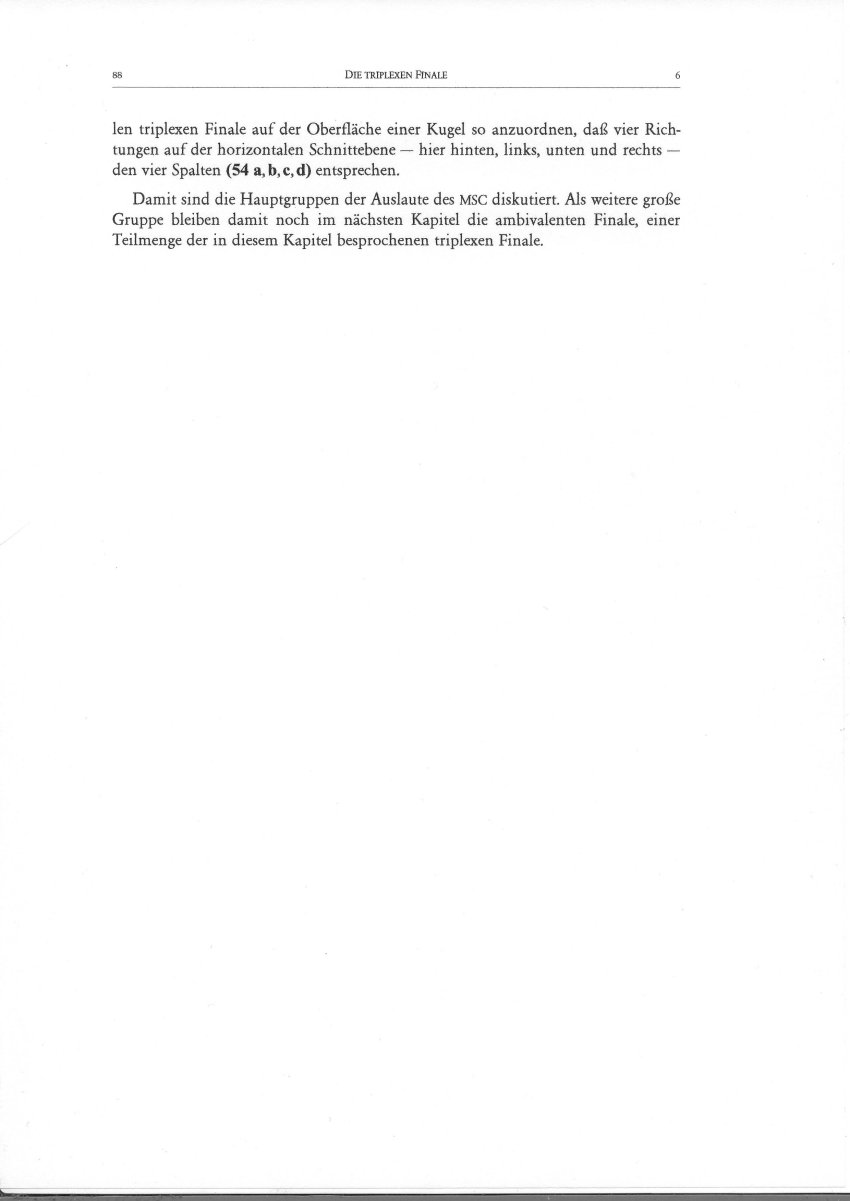 88 DIE TRIPLEXEN FINALE 6
len triplexen Finale auf der Oberfläche einer Kugel so anzuordnen, daß vier Rich-
tungen auf der horizontalen Schnittebene — hier hinten, links, unten und rechts —
den vier Spalten (54 a, b, c, d) entsprechen.
Damit sind die Hauptgruppen der Auslaute des MSC diskutiert. Als weitere große
Gruppe bleiben damit noch im nächsten Kapitel die ambivalenten Finale, einer
Teilmenge der in diesem Kapitel besprochenen triplexen Finale.